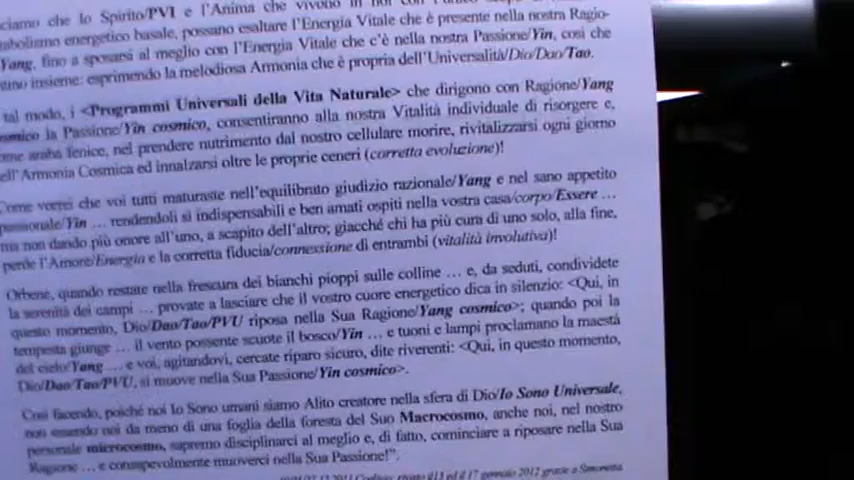 ciamo che lo Spirito/PVI e l'Anima che vivono in noi con l'unico
tabolismo energetico basale, possano esaltare l'Energia Vitale che è presente nella nostra Ragio-
Yang, fino a sposarsi al meglio con l'Energia Vitale che c'è nella nostra Passione/Yin, così che
insieme: esprimendo la melodiosa Armonia che è propria dell'Universalità/Dio/Dao/Tao.
tal modo, i <Programmi Universali della Vita Naturale> che dirigono con Ragione/Yang
cosmico la Passione/Yin cosmico, consentiranno alla nostra Vitalità individuale di risorgere e,
ome araba fenice, nel prendere nutrimento dal nostro cellulare morire, rivitalizzarsi ogni giorno
ell'Armonia Cosmica ed innalzarsi oltre le proprie ceneri (corretta evoluzione)!
Come vorrei che voi tutti maturaste nell'equilibrato giudizio razionale/Yang e nel sano appetito
passionale/Yin … rendendoli sì indispensabili e ben amati ospiti nella vostra casa/corpo/Essere …
ma non dando più onore all'uno, a scapito dell'altro; giacché chi ha più cura di uno solo, alla fine,
perde l'Amore/Energia e la corretta fiducia/connessione di entrambi (vitalità involutiva)!
Orbene, quando restate nella frescura dei bianchi pioppi sulle colline … e, da seduti, condividete
la serenità dei campi … provate a lasciare che il vostro cuore energetico dica in silenzio: <Qui, in
questo momento, Dio/Dao/Tao/PVU riposa nella Sua Ragione/Yang cosmico>; quando poi la
tempesta giunge … il vento possente scuote il bosco/Yin … e tuoni e lampi proclamano la maestà
del cielo/Yang … e voi, agitandovi, cercate riparo sicuro, dite riverenti: <Qui, in questo momento,
Dio/Dao/Tao/PVU, si muove nella Sua Passione/Yin cosmico>.
Così facendo, poiché noi Io Sono umani siamo Alito creatore nella sfera di Dio/Io Sono Universale,
non essendo noi da meno di una foglia della foresta del Suo Macrocosmo, anche noi, nel nostro
personale microcosmo, sapremo disciplinarci al meglio e, di fatto, cominciare a riposare nella Sua
Ragione … e consapevolmente muoverci nella Sua Passione!".
2011 ed il 17 gennaio 2012 grazie a Simonetta